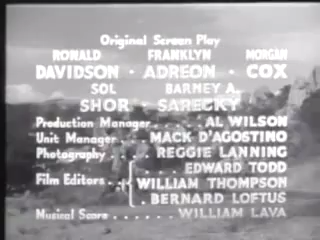 Original Screen Play
RONALD FRANKLYN MORGAN
DAVIDSON · ADREON · COX
SOL BARNEY A.
SHOR · SARECKY
Production Manager . . . . AL WILSON
Unit Manager . . . MACK D'AGOSTINO
Photography . . . . REGGIE LANNING
. . . EDWARD TODD
Film Editors . WILLIAM THOMPSON
. . BERNARD LOFTUS
Musical Score . . . . . . WILLIAM LAVA